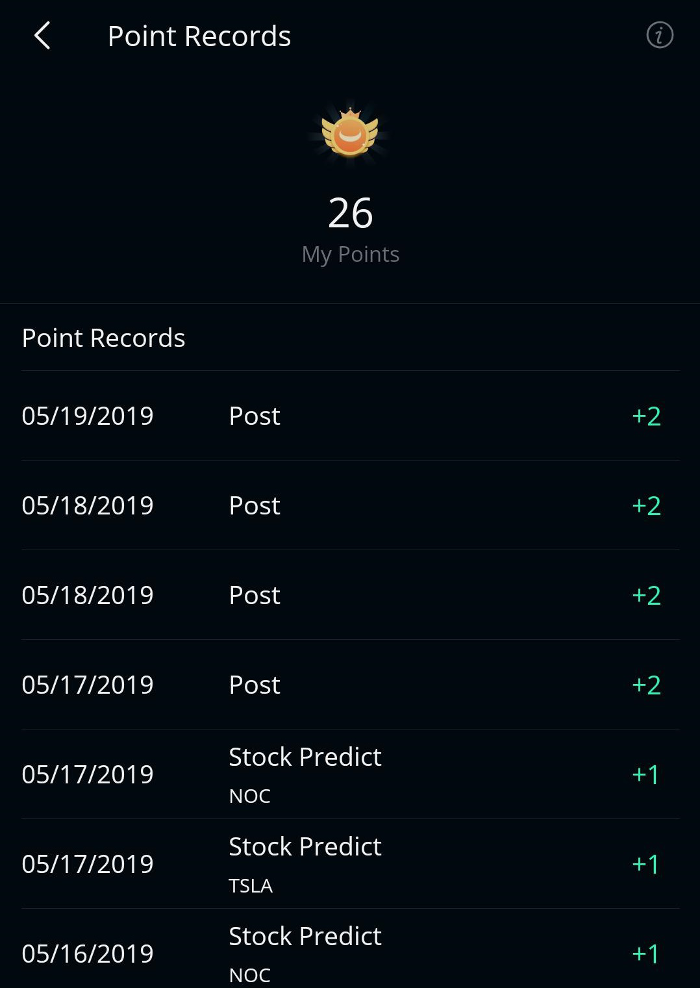 Point Records
26
My Points
Point Records
05/19/2019 Post +2
05/18/2019 Post +2
05/18/2019 Post +2
05/17/2019 Post +2
05/17/2019 Stock Predict +1
NOC
05/17/2019 Stock Predict +1
TSLA
05/16/2019 Stock Predict +1
NOC